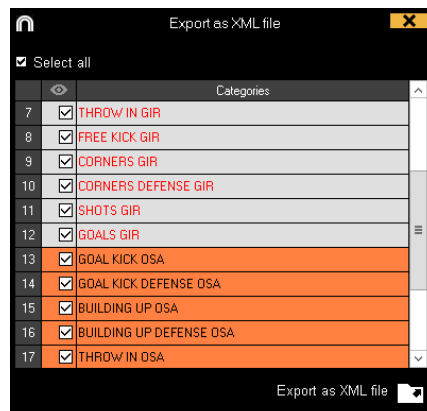 Export as XML file
Select all
Categories
7 THROW IN GIR
8 FREE KICK GIR
9 CORNERS GIR
10 CORNERS DEFENSE GIR
11 SHOTS GIR
12 GOALS GIR
13 GOAL KICK OSA
14 GOAL KICK DEFENSE OSA
15 BUILDING UP OSA
16 BUILDING UP DEFENSE OSA
17 THROW IN OSA
Export as XML file